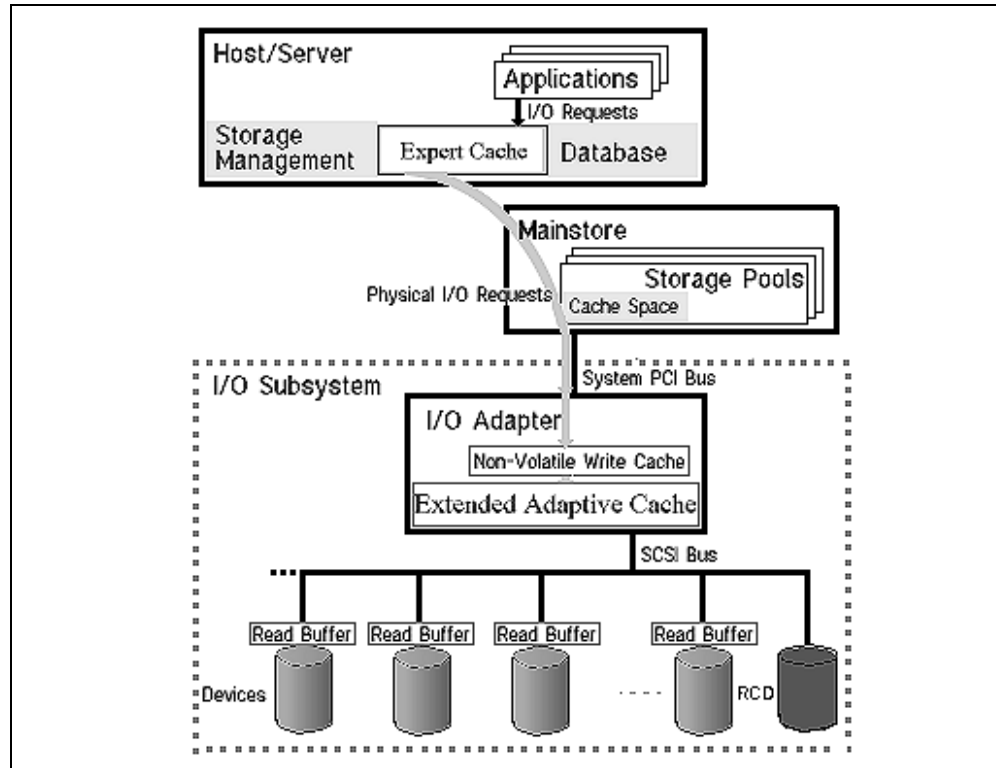 Host/Server
Applications
I/O Requests
Storage
Management
Expert Cache
Database
Mainstore
Storage Pools
Physical I/O Requests
Cache Space
System PCI Bus
I/O Subsystem
I/O Adapter
Non-Volatile Write Cache
Extended Adaptive Cache
SCSI Bus
Read Buffer
Read Buffer
Read Buffer
Read Buffer
Devices
RCD